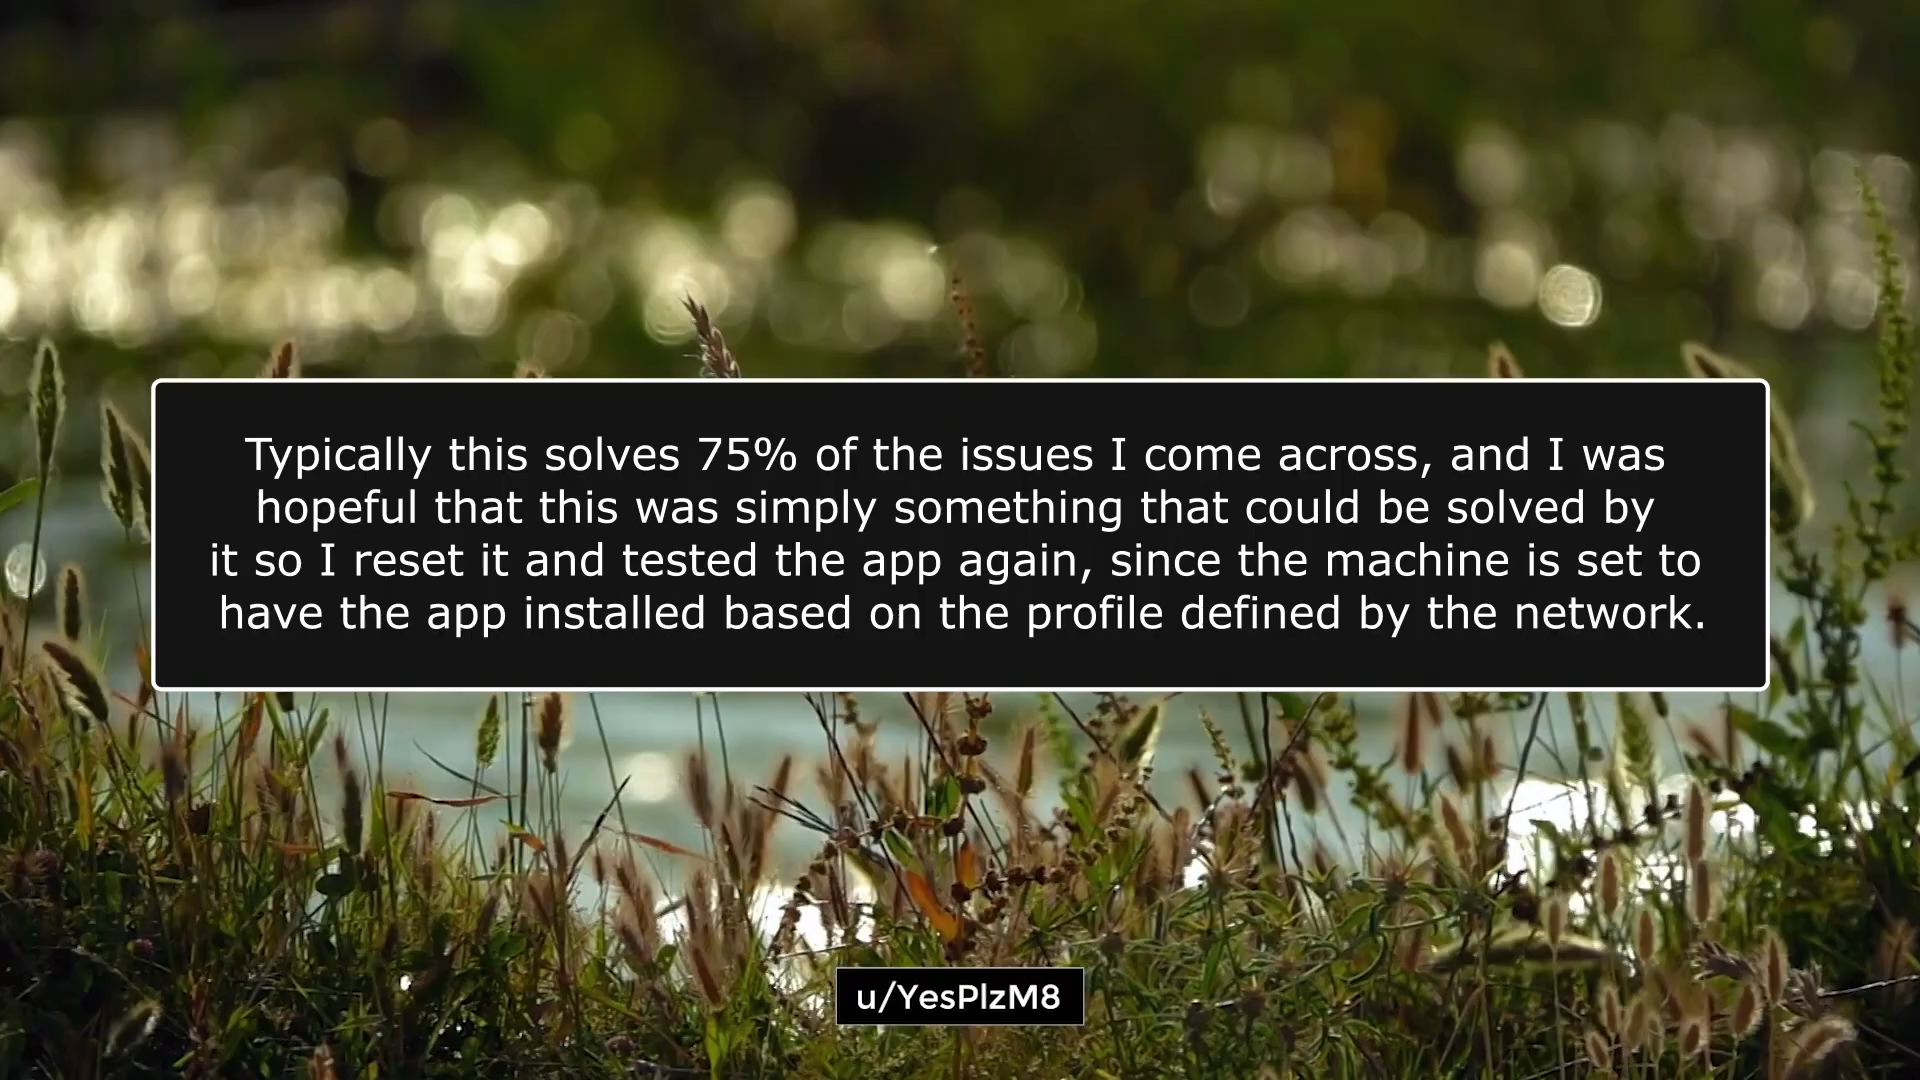 Typically this solves 75% of the issues I come across, and I was
hopeful that this was simply something that could be solved by
it so I reset it and tested the app again, since the machine is set to
have the app installed based on the profile defined by the network.
u/YesPlzM8